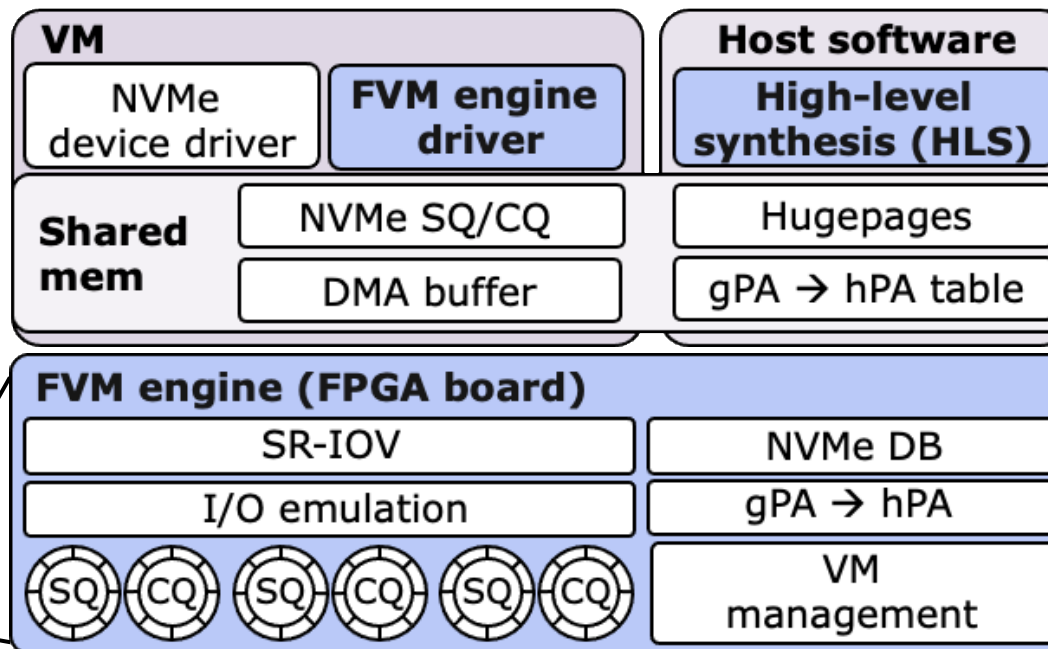 VM
NVMe
device driver
FVM engine
driver
Host software
High-level
synthesis (HLS)
Shared
mem
NVMe SQ/CQ
DMA buffer
Hugepages
gPA → hPA table
FVM engine (FPGA board)
SR-IOV
NVMe DB
I/O emulation
gPA → hPA
SQ CQ SQ CQ SQ CQ
VM
management